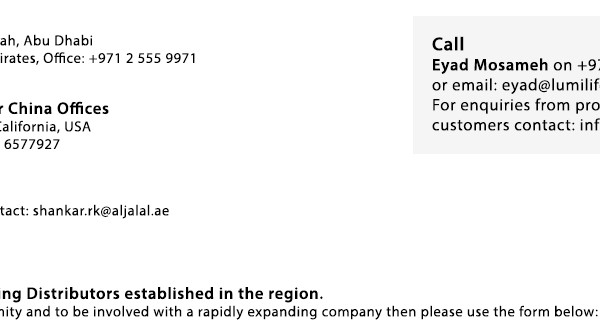 ah, Abu Dhabi
irates, Office: +971 2 555 9971
r China Offices
California, USA
6577927
tact: shankar.rk@aljalal.ae
ing Distributors established in the region.
nity and to be involved with a rapidly expanding company then please use the form below:
Call
Eyad Mosameh on +97
or email: eyad@lumilif
For enquiries from pro
customers contact: inf